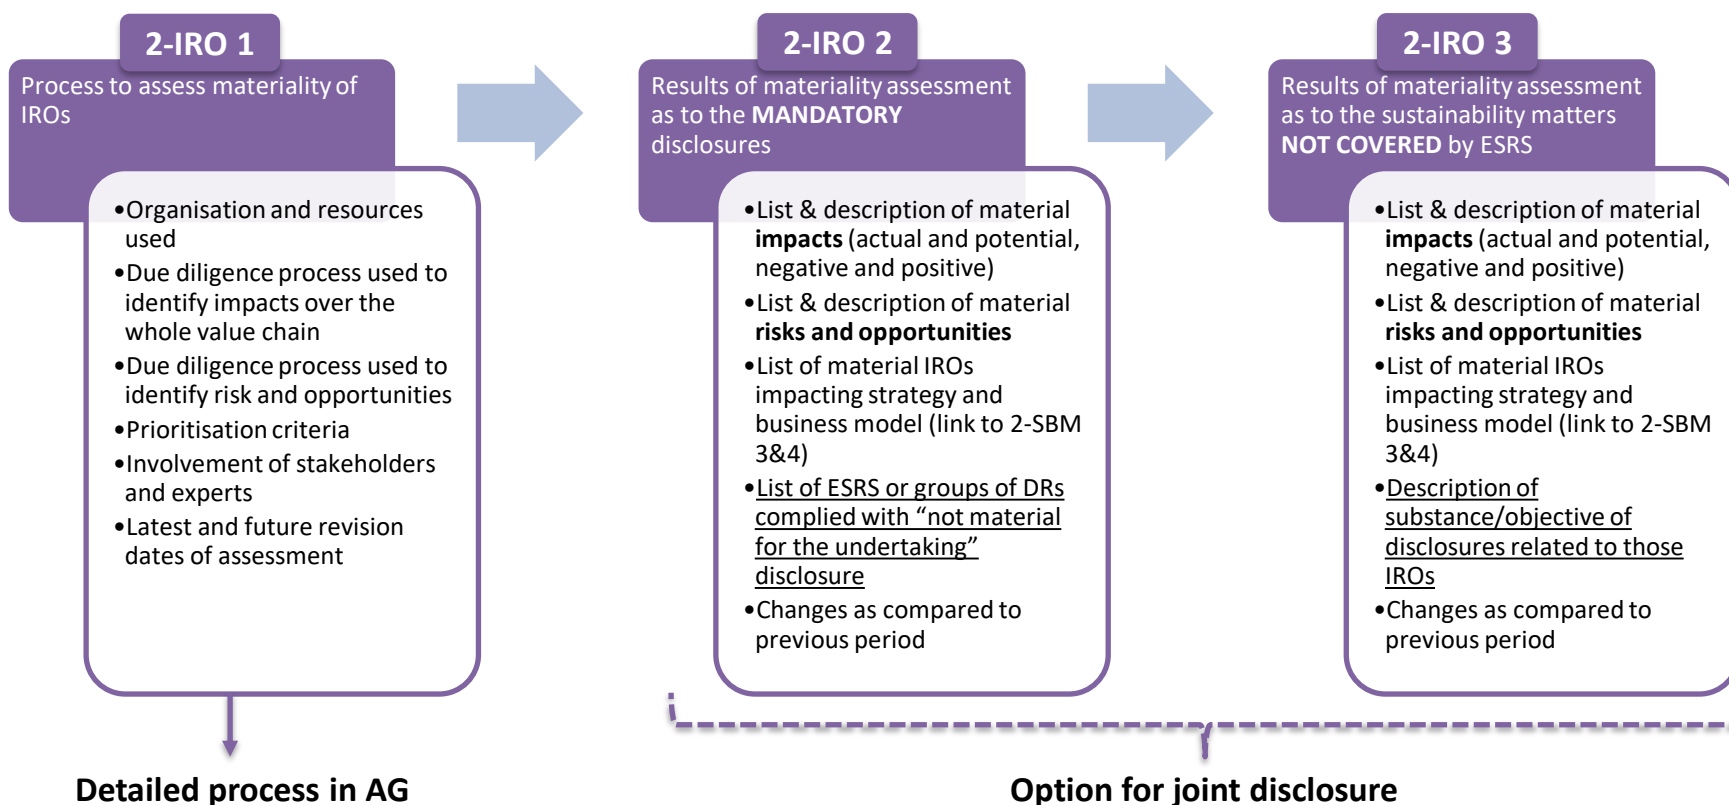 2-IRO 1
Process to assess materiality of
IROs
•Organisation and resources
used
•Due diligence process used to
identify impacts over the
whole value chain
•Due diligence process used to
identify risk and opportunities
•Prioritisation criteria
•Involvement of stakeholders
and experts
•Latest and future revision
dates of assessment
Detailed process in AG
2-IRO 2
Results of materiality assessment
as to the MANDATORY
disclosures
•List & description of material
impacts (actual and potential,
negative and positive)
•List & description of material
risks and opportunities
•List of material IROs
impacting strategy and
business model (link to 2-SBM
3&4)
•List of ESRS or groups of DRs
complied with “not material
for the undertaking”
disclosure
•Changes as compared to
previous period
2-IRO 3
Results of materiality assessment
as to the sustainability matters
NOT COVERED by ESRS
•List & description of material
impacts (actual and potential,
negative and positive)
•List & description of material
risks and opportunities
•List of material IROs
impacting strategy and
business model (link to 2-SBM
3&4)
•Description of
substance/objective of
disclosures related to those
IROs
•Changes as compared to
previous period
Option for joint disclosure